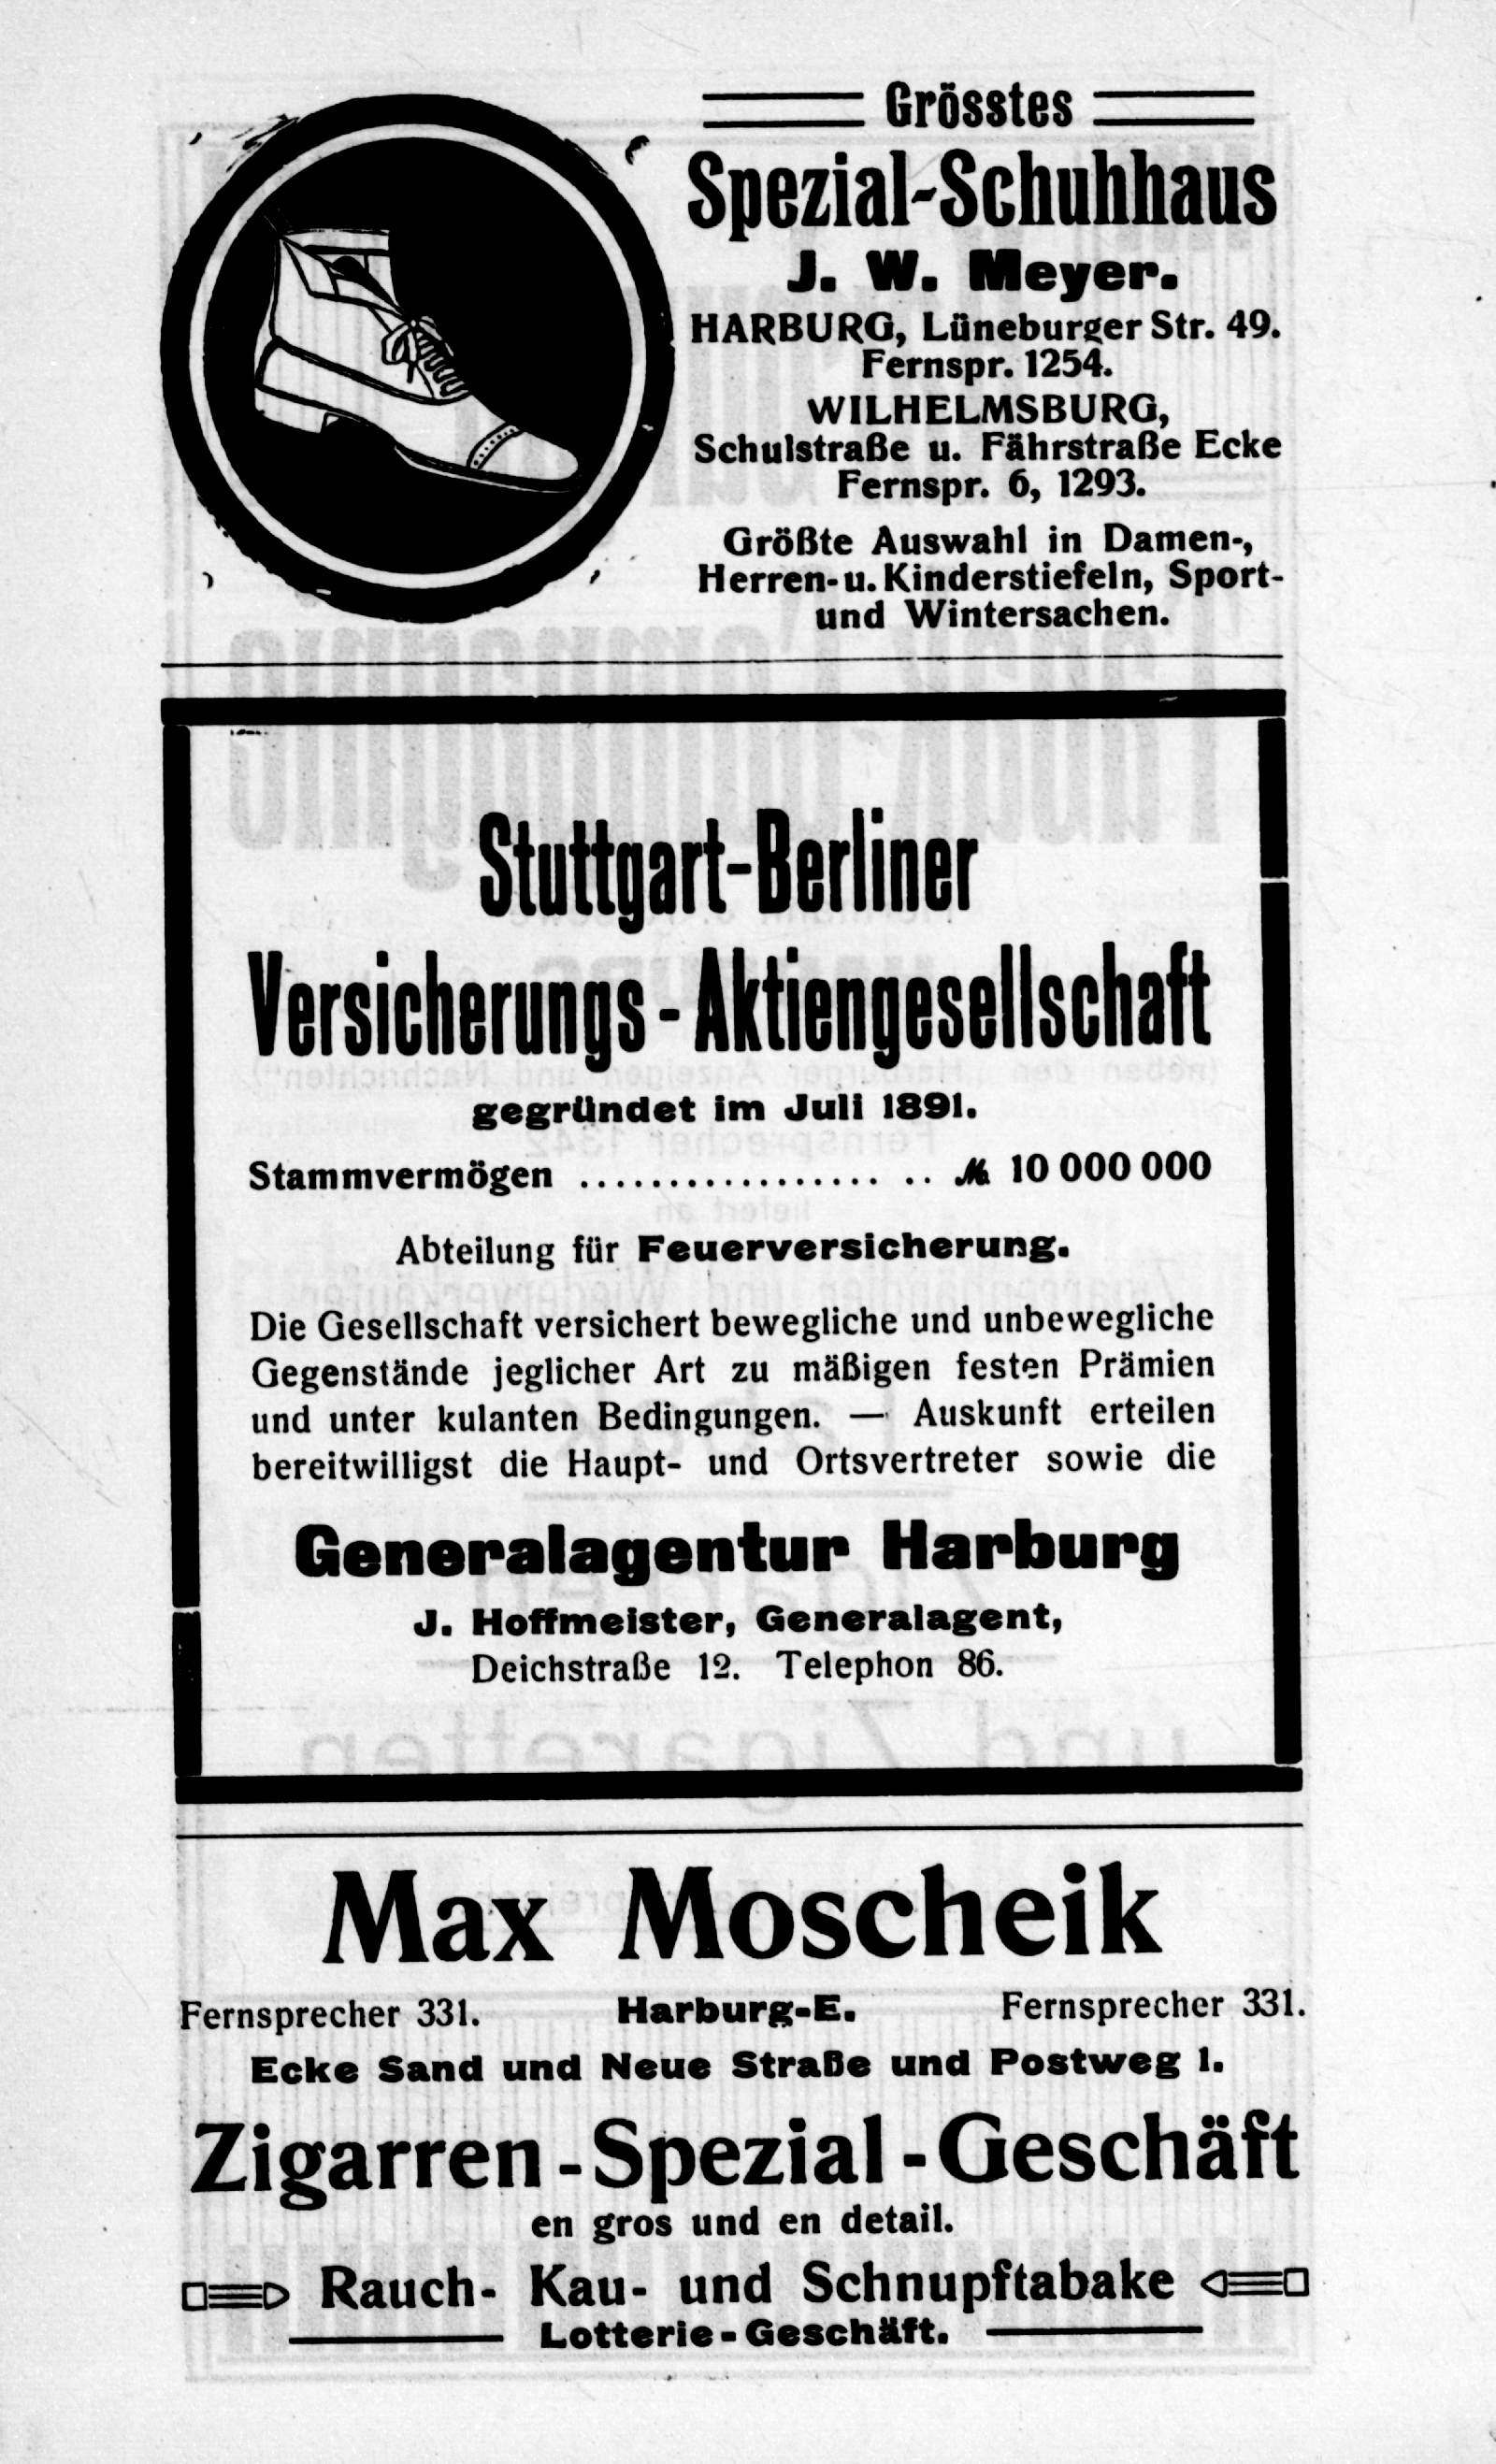 Grösstes
Spezial-Schuhhaus
J. W. Meyer.
HARBURG, Lüneburger Str. 49.
Fernspr. 1254.
WILHELMSBURG,
Schulstraße u. Fährstraße Ecke
Fernspr. 6, 1293.
Größte Auswahl in Damen-,
Herren- u. Kinderstiefeln, Sport-
und Wintersachen.
Stuttgart-Berliner
Versicherungs-Aktiengesellschaft
gegründet im Juli 1891.
Stammvermögen ................. .. ℳ 10 000 000
Abteilung für Feuerversicherung.
Die Gesellschaft versichert bewegliche und unbewegliche
Gegenstände jeglicher Art zu mäßigen festen Prämien
und unter kulanten Bedingungen. — Auskunft erteilen
bereitwilligst die Haupt- und Ortsvertreter sowie die
Generalagentur Harburg
J. Hoffmeister, Generalagent,
Deichstraße 12. Telephon 86.
Max Moscheik
Fernsprecher 331. Harburg-E. Fernsprecher 331.
Ecke Sand und Neue Straße und Postweg 1.
Zigarren-Spezial-Geschäft
en gros und en detail.
Rauch- Kau- und Schnupftabake
Lotterie-Geschäft.